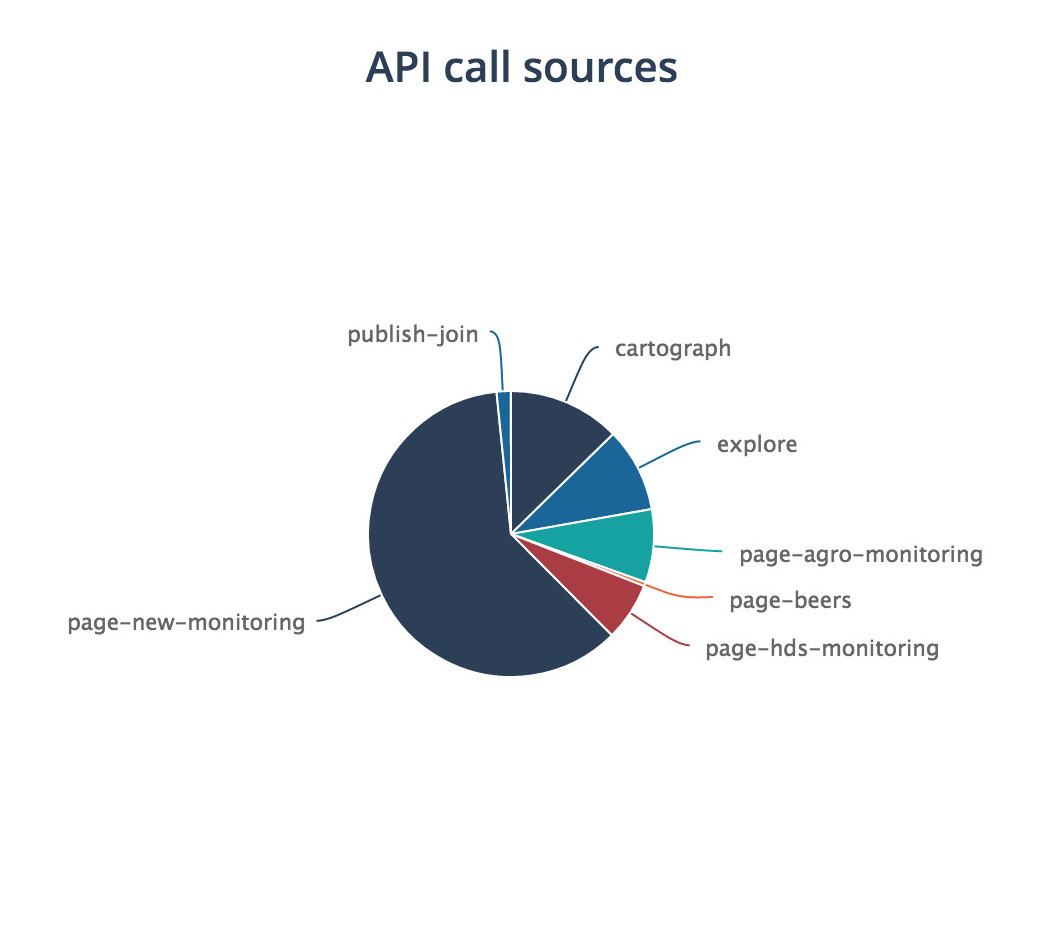 API call sources
publish-join
cartograph
explore
page-agro-monitoring
page-beers
page-new-monitoring
page-hds-monitoring